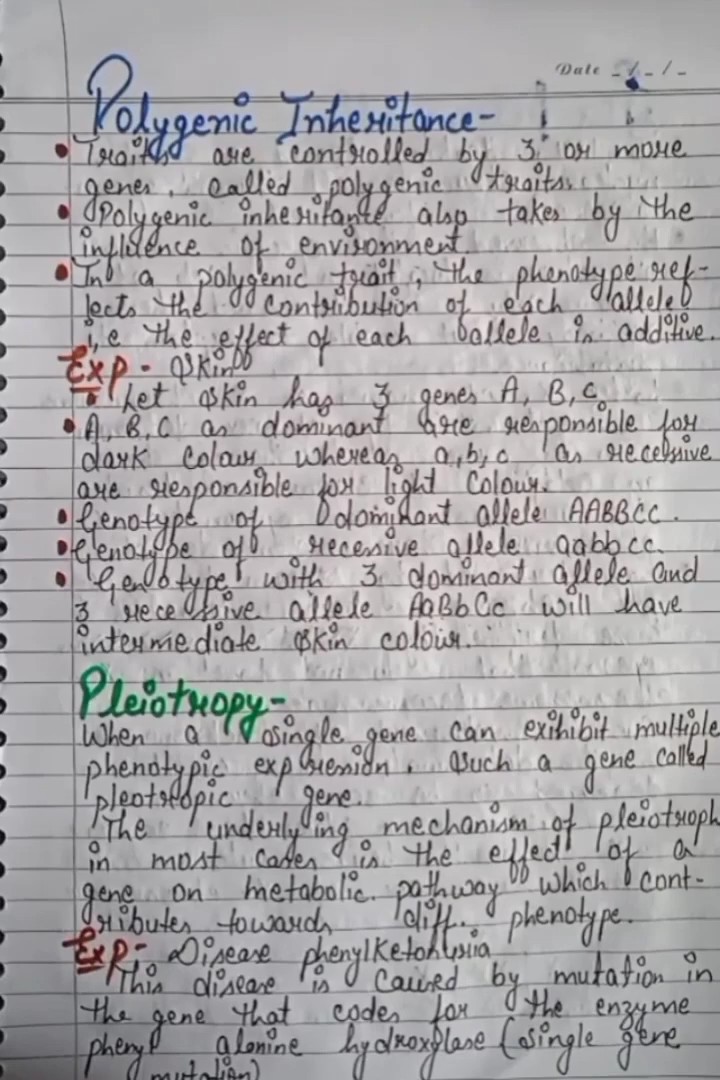 Date _/_/_
Polygenic Inheritance-
• Traits are controlled by 3 or more
genes, called polygenic traits.
• Polygenic inheritante also takes by the
influence of environment
• In a polygenic trait, the phenotype ref-
lects the contribution of each allele
i,e the effect of each allele is additive.
Exp- Skin
• Let skin has 3 genes A, B, C
• A, B, C as dominant are responsible for
dark colour whereas a,b,c as recessive
are responsible for light colour.
• Genotype of dominant allele AABBCC.
• Genotype of recessive allele aabbcc.
• Genotype with 3 dominant allele and
3 recessive allele AaBbCc will have
intermediate skin colour.
Pleiotropy-
When a single gene can exihibit multiple
phenotypic expression. Such a gene called
pleotropic gene.
The underlying mechanism of pleiotroph
in most cases is the effect of a
gene on metabolic pathway which cont-
ributes towards diff. phenotype.
Exp- Disease phenylketonusia
This disease is caused by mutation in
the gene that codes for the enzyme
phenyl alanine hydroxylase (single gene
mutation)